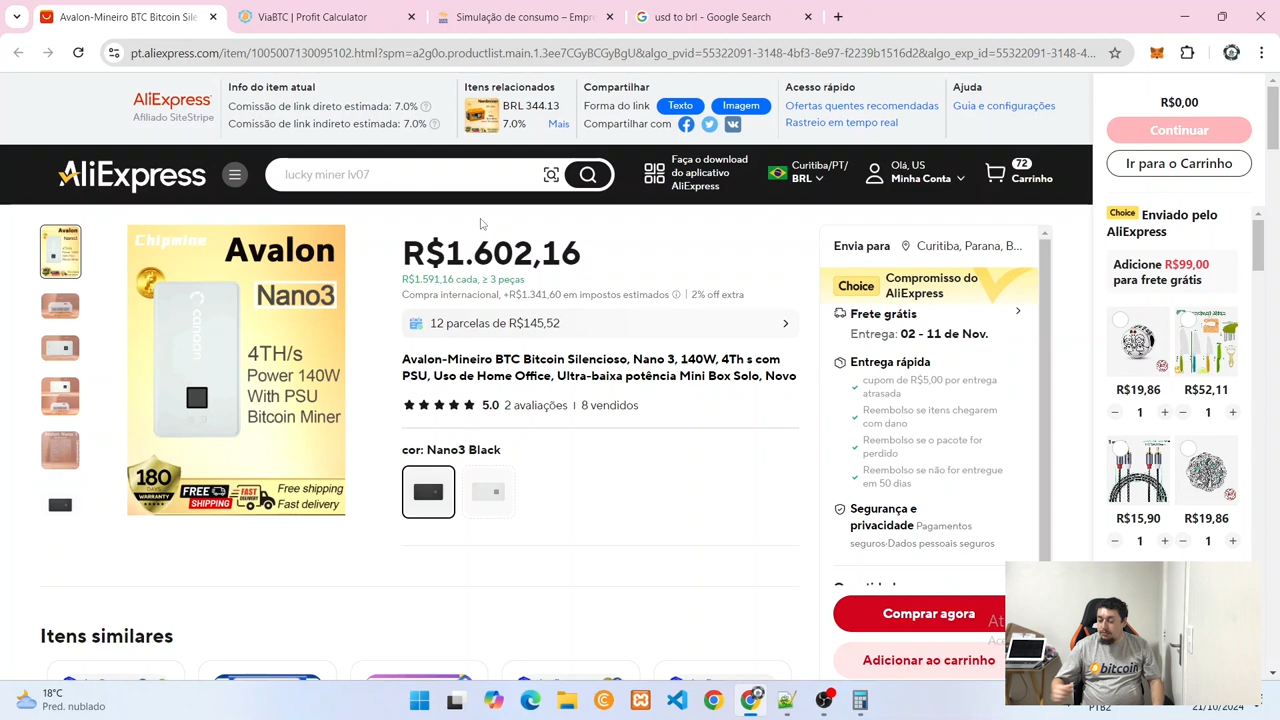 Avalon-Mineiro BTC Bitcoin Sile
ViaBTC | Profit Calculator
Simulação de consumo – Empre
usd to brl - Google Search
pt.aliexpress.com/item/1005007130095102.html?spm=a2g0o.productlist.main.1.3ee7CGyBCGyBgU&algo_pvid=55322091-3148-4bf3-8e97-f2239b1516d2&algo_exp_id=55322091-3148-4...
AliExpress
Afiliado SiteStripe
Info do item atual
Comissão de link direto estimada: 7.0%
Comissão de link indireto estimada: 7.0%
Itens relacionados
BRL 344.13
7.0%
Mais
Compartilhar
Forma do link
Texto
Imagem
Compartilhar com
Acesso rápido
Ofertas quentes recomendadas
Rastreio em tempo real
Ajuda
Guia e configurações
AliExpress
lucky miner lv07
Faça o download
do aplicativo
AliExpress
Curitiba/PT/
BRL
Olá, US
Minha Conta
72
Carrinho
R$0,00
Continuar
Ir para o Carrinho
Choice Enviado pelo
AliExpress
Adicione R$99,00
para frete grátis
R$19,86
R$52,11
1
1
R$15,90
R$19,86
1
1
Chipmine
Avalon
Nano3
canaan
4TH/s
Power 140W
With PSU
Bitcoin Miner
180
DAYS
WARRANTY
FREE
SHIPPING
FAST
DELIVERY
Free shipping
Fast delivery
R$1.602,16
R$1.591,16 cada, ≥ 3 peças
Compra internacional, +R$1.341,60 em impostos estimados | 2% off extra
12 parcelas de R$145,52
Avalon-Mineiro BTC Bitcoin Silencioso, Nano 3, 140W, 4Th s com
PSU, Uso de Home Office, Ultra-baixa potência Mini Box Solo, Novo
5.0 2 avaliações | 8 vendidos
cor: Nano3 Black
Envia para
Curitiba, Parana, B...
Choice
Compromisso do
AliExpress
Frete grátis
Entrega: 02 - 11 de Nov.
Entrega rápida
cupom de R$5,00 por entrega
atrasada
Reembolso se itens chegarem
com dano
Reembolso se o pacote for
perdido
Reembolso se não for entregue
em 50 dias
Segurança e
privacidade Pagamentos
seguros·Dados pessoais seguros
Comprar agora
Adicionar ao carrinho
Itens similares
bitcoin
18°C
Pred. nublado
PTB2
21/10/2024